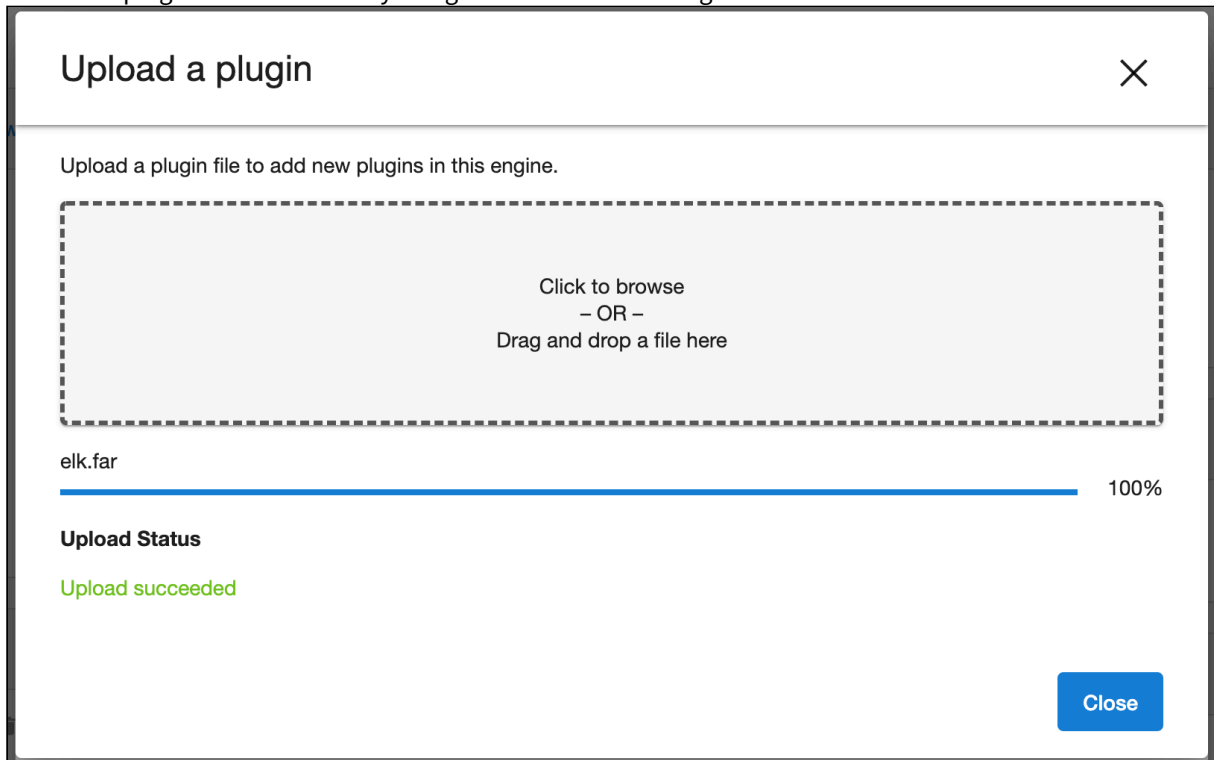 Upload a plugin
Upload a plugin file to add new plugins in this engine.
Click to browse
– OR –
Drag and drop a file here
elk.far
100%
Upload Status
Upload succeeded
Close